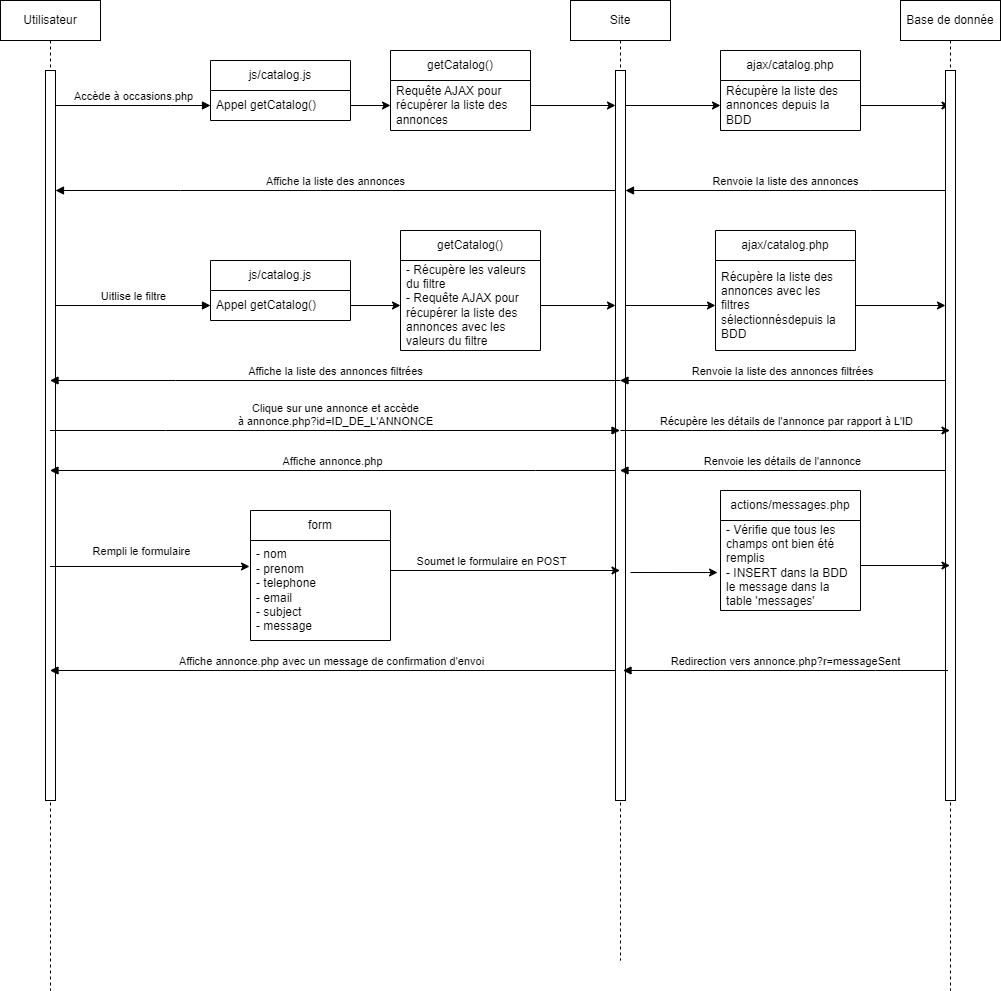 Utilisateur
Site
Base de donnée
Accède à occasions.php
js/catalog.js
Appel getCatalog()
getCatalog()
Requête AJAX pour
récupérer la liste des
annonces
ajax/catalog.php
Récupère la liste des
annonces depuis la
BDD
Affiche la liste des annonces
Renvoie la liste des annonces
Uitlise le filtre
js/catalog.js
Appel getCatalog()
getCatalog()
- Récupère les valeurs
du filtre
- Requête AJAX pour
récupérer la liste des
annonces avec les
valeurs du filtre
ajax/catalog.php
Récupère la liste des
annonces avec les
filtres
sélectionnésdepuis la
BDD
Affiche la liste des annonces filtrées
Renvoie la liste des annonces filtrées
Clique sur une annonce et accède
à annonce.php?id=ID_DE_L'ANNONCE
Récupère les détails de l'annonce par rapport à L'ID
Affiche annonce.php
Renvoie les détails de l'annonce
Rempli le formulaire
form
- nom
- prenom
- telephone
- email
- subject
- message
Soumet le formulaire en POST
actions/messages.php
- Vérifie que tous les
champs ont bien été
remplis
- INSERT dans la BDD
le message dans la
table 'messages'
Affiche annonce.php avec un message de confirmation d'envoi
Redirection vers annonce.php?r=messageSent